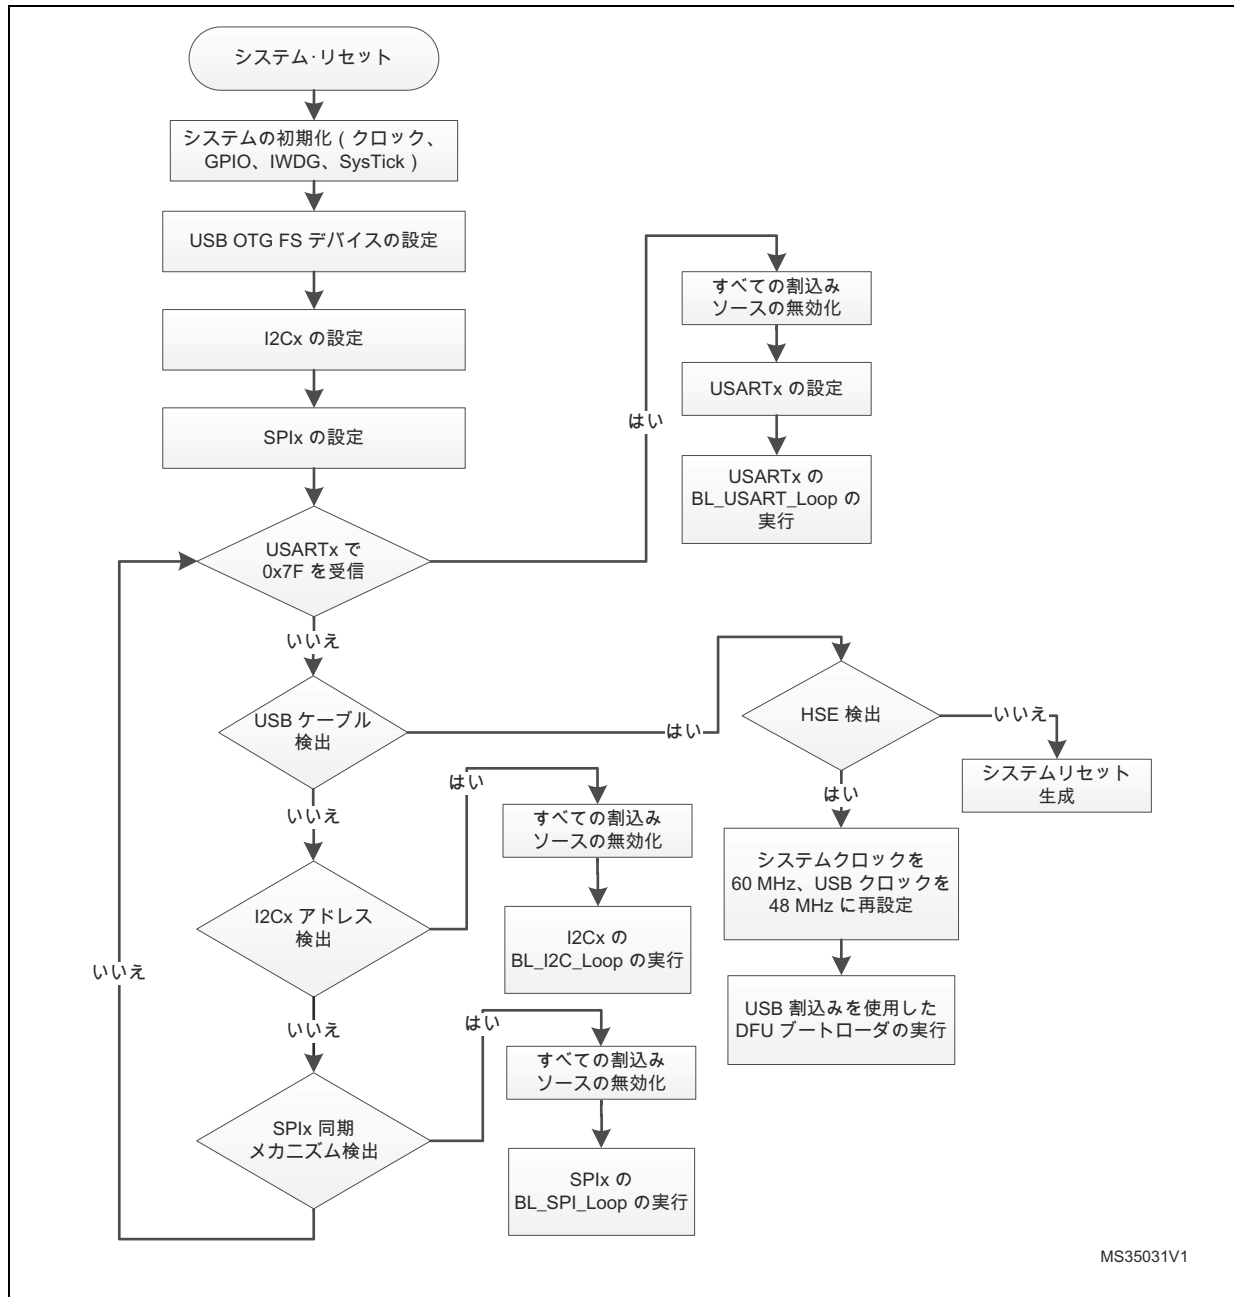 システム･リセット
システムの初期化（クロック、
GPIO、IWDG、SysTick）
USB OTG FS デバイスの設定
I2Cx の設定
SPIx の設定
USARTx で
0x7F を受信
はい
すべての割込み
ソースの無効化
USARTx の設定
USARTx の
BL_USART_Loop の
実行
いいえ
USB ケーブル
検出
はい
HSE 検出
いいえ
システムリセット
生成
はい
システムクロックを
60 MHz、USB クロックを
48 MHz に再設定
USB 割込みを使用した
DFU ブートローダの実行
いいえ
I2Cx アドレス
検出
はい
すべての割込み
ソースの無効化
I2Cx の
BL_I2C_Loop の実行
いいえ
SPIx 同期
メカニズム検出
はい
すべての割込み
ソースの無効化
SPIx の
BL_SPI_Loop の実行
いいえ
MS35031V1